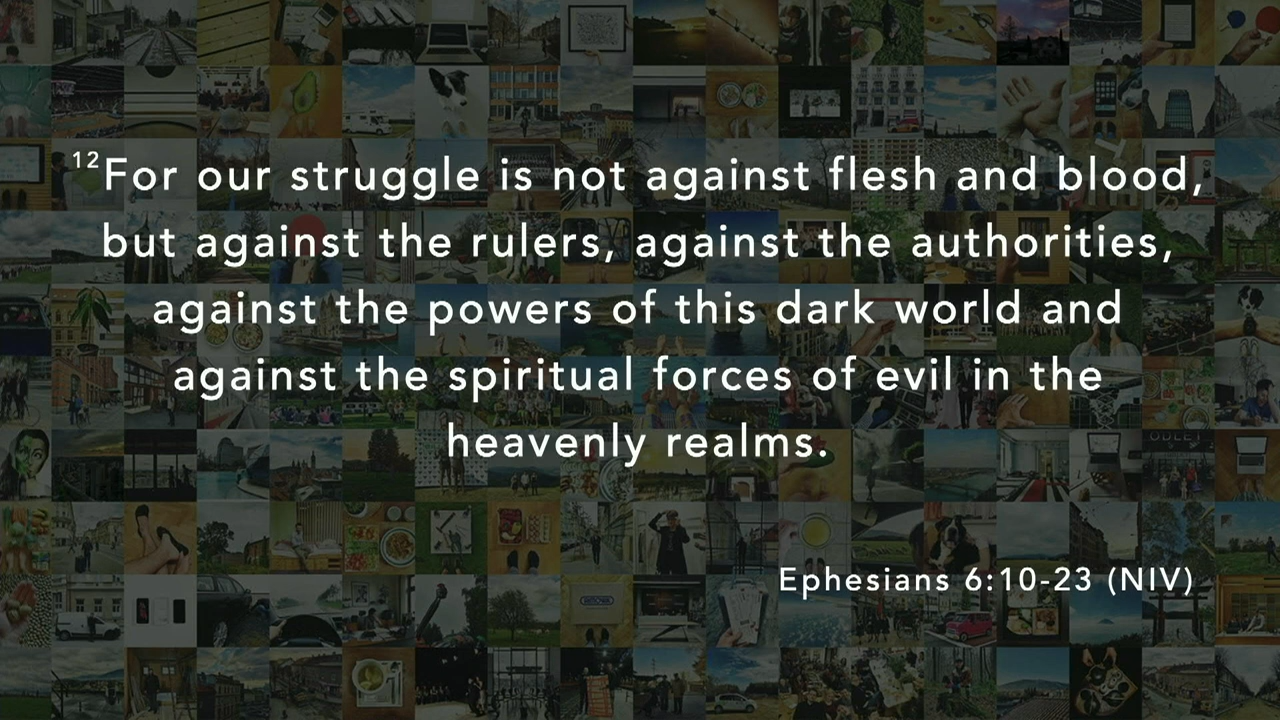 ¹²For our struggle is not against flesh and blood,
but against the rulers, against the authorities,
against the powers of this dark world and
against the spiritual forces of evil in the
heavenly realms.
ODLET
Ephesians 6:10-23 (NIV)